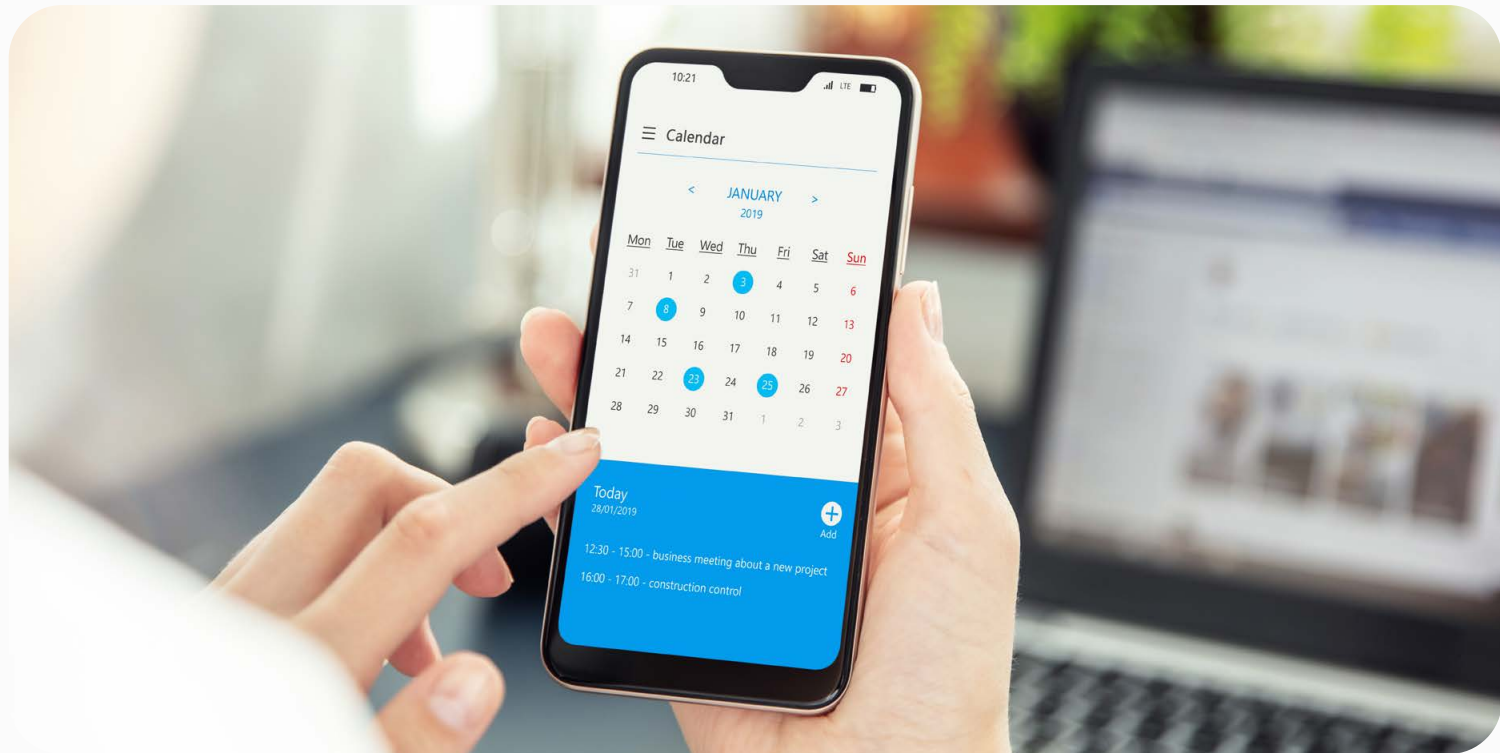 10:21 LTE
Calendar
< JANUARY >
2019
Mon Tue Wed Thu Fri Sat Sun
31 1 2 3 4 5 6
7 8 9 10 11 12 13
14 15 16 17 18 19 20
21 22 23 24 25 26 27
28 29 30 31 1 2 3
Today
28/01/2019
Add
12:30 - 15:00 - business meeting about a new project
16:00 - 17:00 - construction control